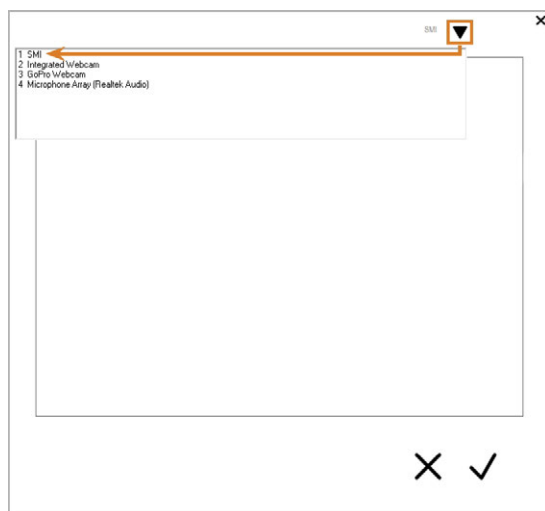 SMI
1 SMI
2 Integrated Webcam
3 GoPro Webcam
4 Microphone Array (Realtek Audio)